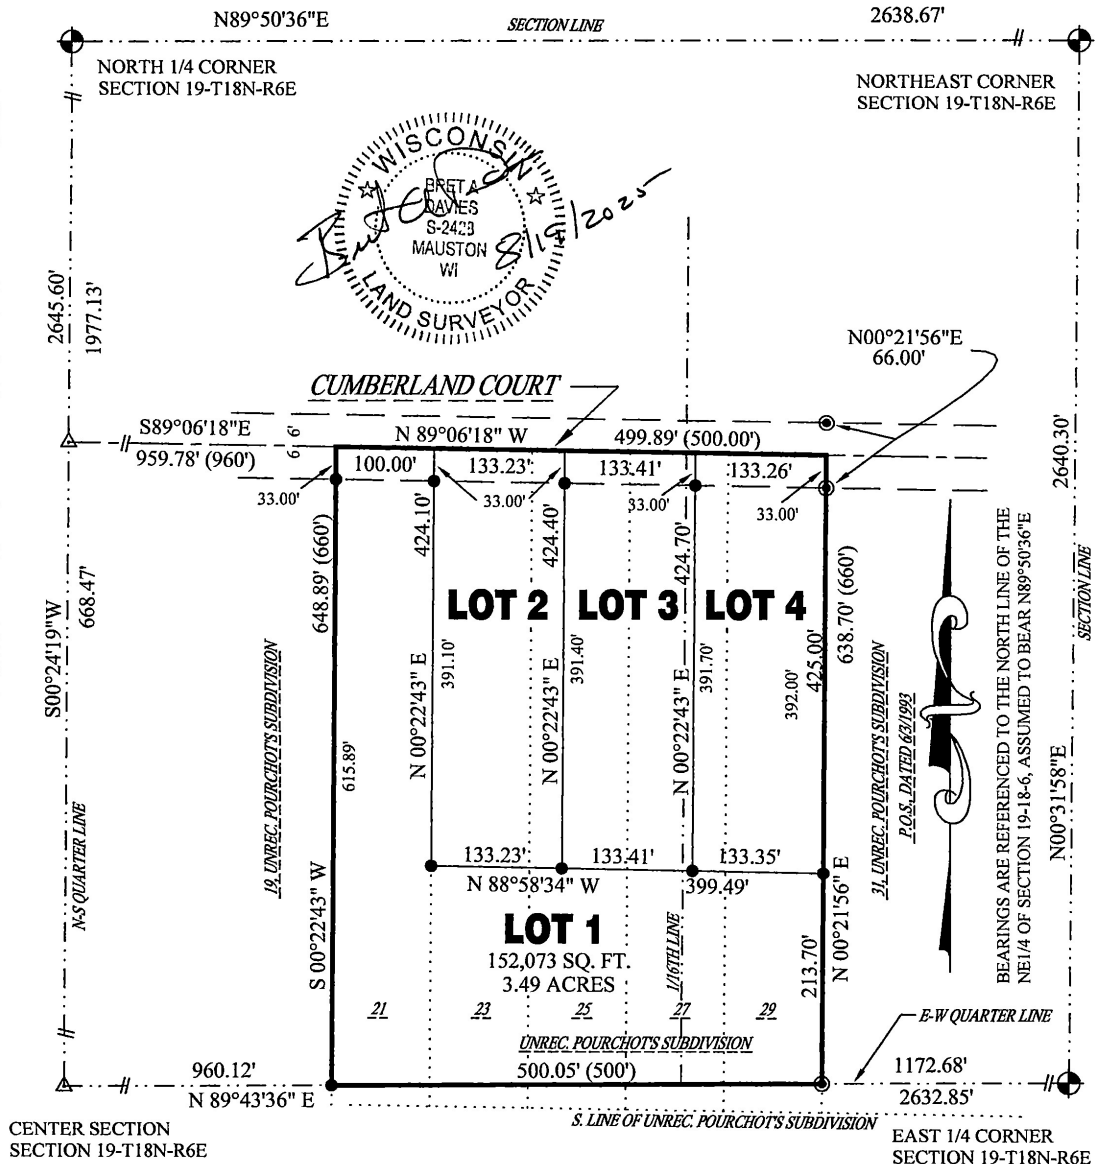 N89°50'36"E
SECTION LINE
2638.67'
NORTH 1/4 CORNER
SECTION 19-T18N-R6E
NORTHEAST CORNER
SECTION 19-T18N-R6E
WISCONSIN
BRET A
DAVIES
S-2428
MAUSTON
WI
LAND SURVEYOR
8/19/2025
2645.60'
1977.13'
N00°21'56"E
66.00'
2640.30'
SECTION LINE
CUMBERLAND COURT
S89°06'18"E
959.78' (960')
6'
6'
N 89°06'18" W
499.89' (500.00')
100.00'
133.23'
133.41'
133.26'
33.00'
33.00'
33.00'
33.00'
424.10'
424.40'
424.70'
648.89' (660')
638.70' (660')
LOT 2
LOT 3
LOT 4
S00°24'19"W
668.47'
19, UNREC. POURCHOT'S SUBDIVISION
615.89'
N 00°22'43" E
391.10'
N 00°22'43" E
391.40'
N 00°22'43" E
391.70'
392.00'
425.00'
31, UNREC. POURCHOT'S SUBDIVISION
P.O.S., DATED 6/3/1993
BEARINGS ARE REFERENCED TO THE NORTH LINE OF THE
NE1/4 OF SECTION 19-18-6, ASSUMED TO BEAR N89°50'36"E
N00°31'58"E
N-S QUARTER LINE
S 00°22'43" W
133.23'
133.41'
133.35'
N 88°58'34" W
399.49'
LOT 1
152,073 SQ. FT.
3.49 ACRES
1/16TH LINE
213.70'
N 00°21'56" E
21
23
25
27
29
UNREC. POURCHOT'S SUBDIVISION
E-W QUARTER LINE
960.12'
500.05' (500')
1172.68'
N 89°43'36" E
2632.85'
S. LINE OF UNREC. POURCHOT'S SUBDIVISION
CENTER SECTION
SECTION 19-T18N-R6E
EAST 1/4 CORNER
SECTION 19-T18N-R6E